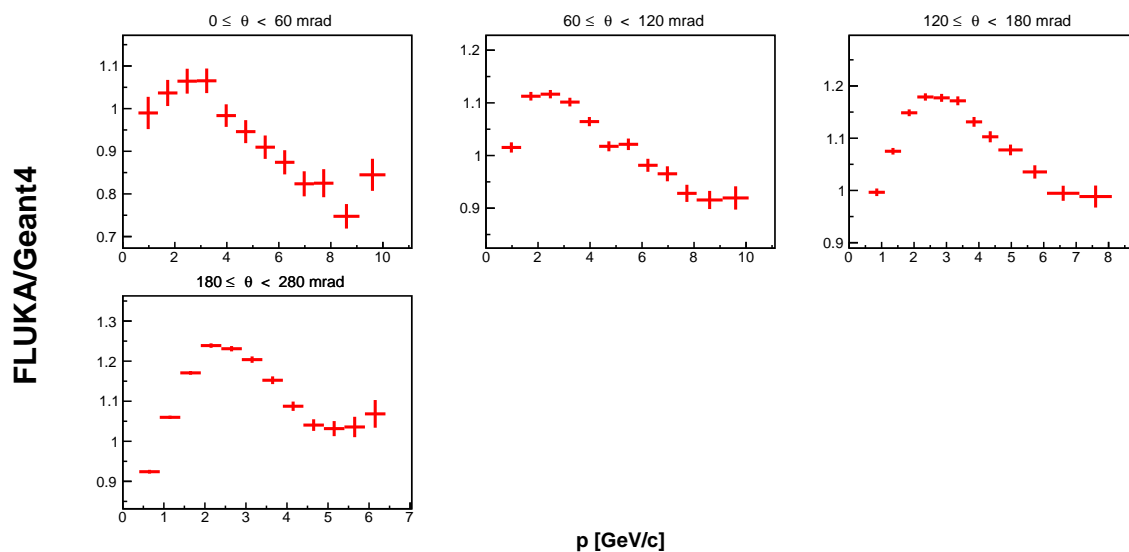 0 ≤ θ < 60 mrad
60 ≤ θ < 120 mrad
120 ≤ θ < 180 mrad
1.1
1
0.9
0.8
0.7
0 2 4 6 8 10
1.2
1.1
1
0.9
0 2 4 6 8 10
1.2
1.1
1
0.9
0 1 2 3 4 5 6 7 8
180 ≤ θ < 280 mrad
1.3
1.2
1.1
1
0.9
0 1 2 3 4 5 6 7
FLUKA/Geant4
p [GeV/c]